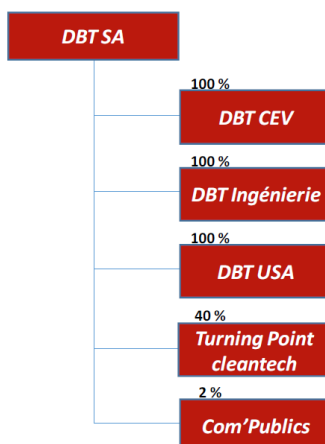 DBT SA
100 %
DBT CEV
100 %
DBT Ingénierie
100 %
DBT USA
40 %
Turning Point
cleantech
2 %
Com’Publics